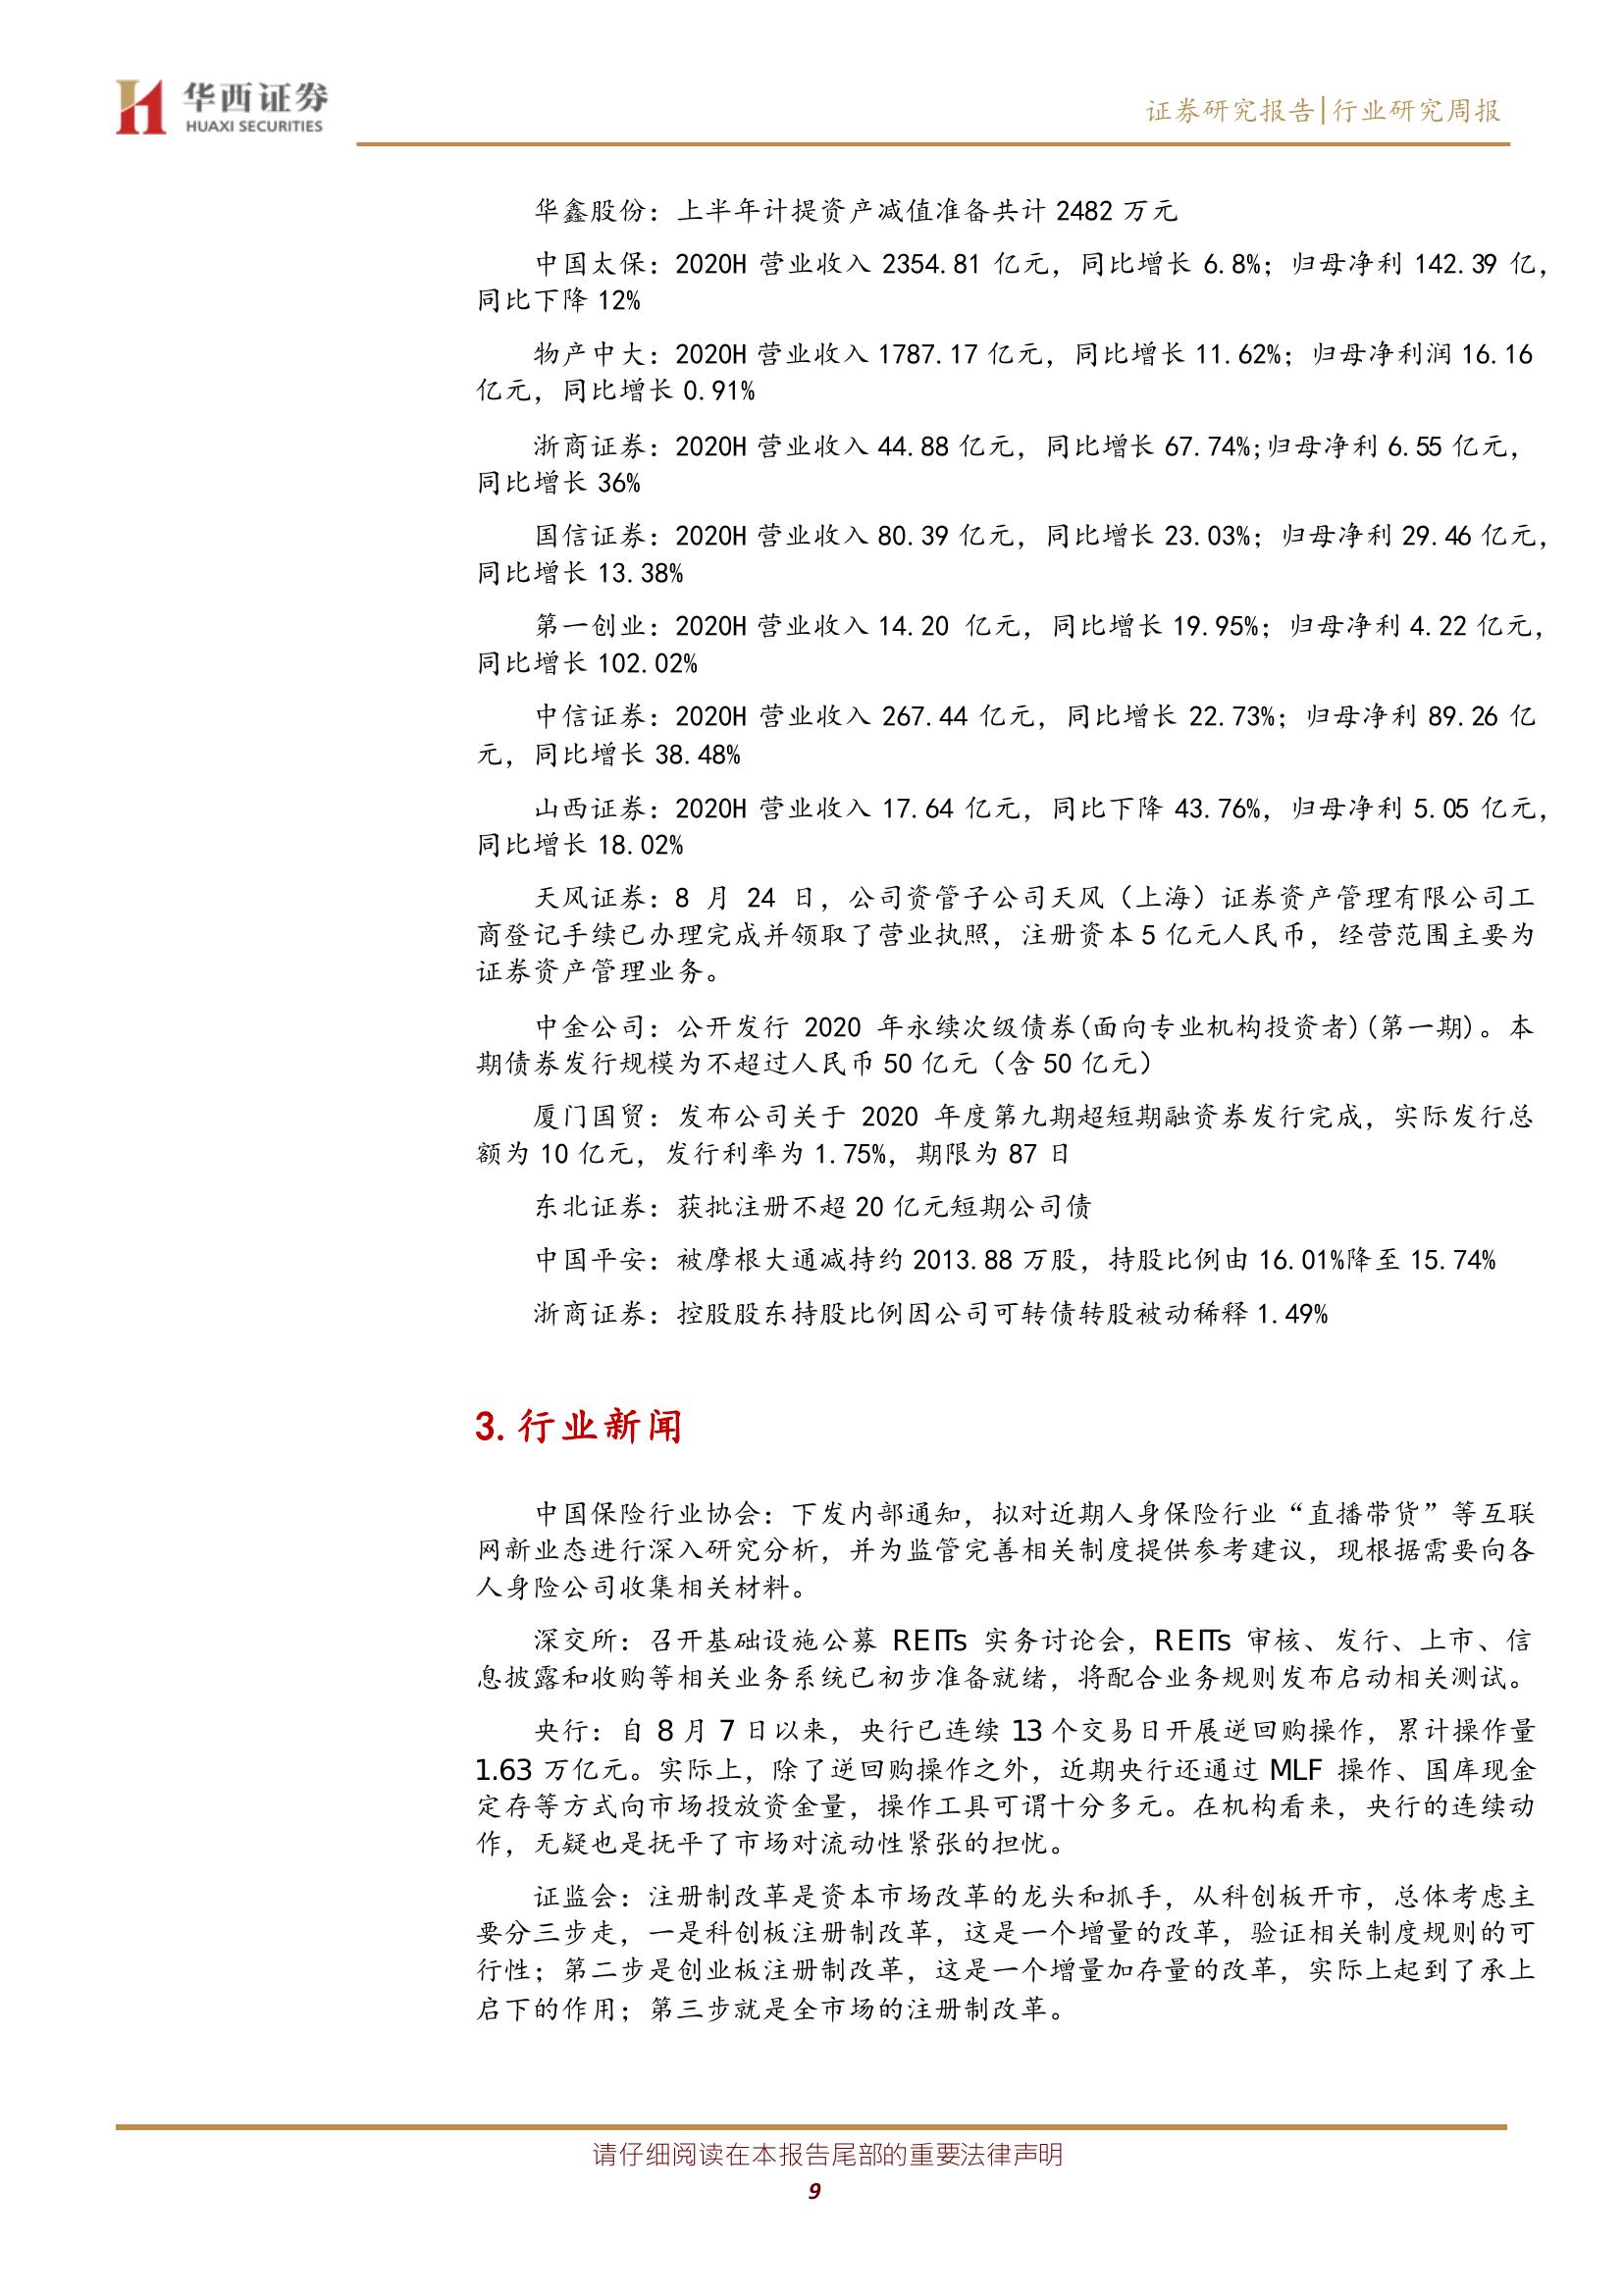 华西证券
HUAXI SECURITIES
证券研究报告|行业研究周报
华鑫股份：上半年计提资产减值准备共计 2482 万元
中国太保：2020H 营业收入 2354.81 亿元，同比增长 6.8%；归母净利 142.39 亿，
同比下降 12%
物产中大：2020H 营业收入 1787.17 亿元，同比增长 11.62%；归母净利润 16.16
亿元，同比增长 0.91%
浙商证券：2020H 营业收入 44.88 亿元，同比增长 67.74%;归母净利 6.55 亿元，
同比增长 36%
国信证券：2020H 营业收入 80.39 亿元，同比增长 23.03%；归母净利 29.46 亿元，
同比增长 13.38%
第一创业：2020H 营业收入 14.20 亿元，同比增长 19.95%；归母净利 4.22 亿元，
同比增长 102.02%
中信证券：2020H 营业收入 267.44 亿元，同比增长 22.73%；归母净利 89.26 亿
元，同比增长 38.48%
山西证券：2020H 营业收入 17.64 亿元，同比下降 43.76%，归母净利 5.05 亿元，
同比增长 18.02%
天风证券：8 月 24 日，公司资管子公司天风（上海）证券资产管理有限公司工
商登记手续已办理完成并领取了营业执照，注册资本 5 亿元人民币，经营范围主要为
证券资产管理业务。
中金公司：公开发行 2020 年永续次级债券(面向专业机构投资者)(第一期)。本
期债券发行规模为不超过人民币 50 亿元（含 50 亿元）
厦门国贸：发布公司关于 2020 年度第九期超短期融资券发行完成，实际发行总
额为 10 亿元，发行利率为 1.75%，期限为 87 日
东北证券：获批注册不超 20 亿元短期公司债
中国平安：被摩根大通减持约 2013.88 万股，持股比例由 16.01%降至 15.74%
浙商证券：控股股东持股比例因公司可转债转股被动稀释 1.49%
3.行业新闻
中国保险行业协会：下发内部通知，拟对近期人身保险行业“直播带货”等互联
网新业态进行深入研究分析，并为监管完善相关制度提供参考建议，现根据需要向各
人身险公司收集相关材料。
深交所：召开基础设施公募 REITs 实务讨论会，REITs 审核、发行、上市、信
息披露和收购等相关业务系统已初步准备就绪，将配合业务规则发布启动相关测试。
央行：自 8 月 7 日以来，央行已连续 13 个交易日开展逆回购操作，累计操作量
1.63 万亿元。实际上，除了逆回购操作之外，近期央行还通过 MLF 操作、国库现金
定存等方式向市场投放资金量，操作工具可谓十分多元。在机构看来，央行的连续动
作，无疑也是抚平了市场对流动性紧张的担忧。
证监会：注册制改革是资本市场改革的龙头和抓手，从科创板开市，总体考虑主
要分三步走，一是科创板注册制改革，这是一个增量的改革，验证相关制度规则的可
行性；第二步是创业板注册制改革，这是一个增量加存量的改革，实际上起到了承上
启下的作用；第三步就是全市场的注册制改革。
请仔细阅读在本报告尾部的重要法律声明
9